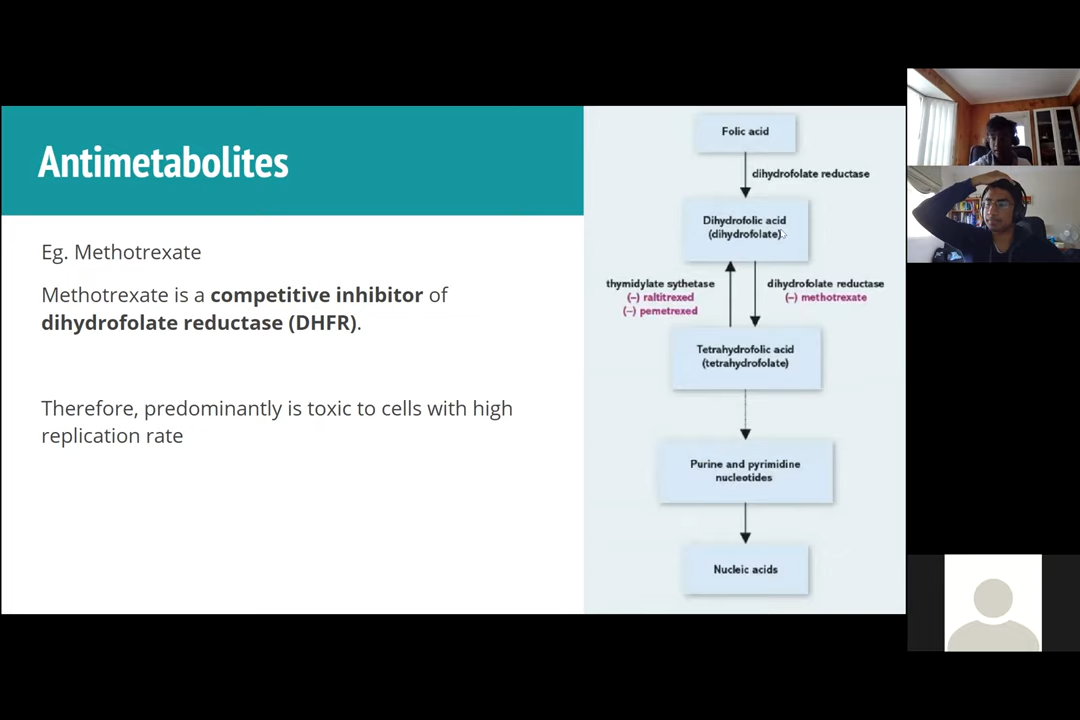 Antimetabolites
Eg. Methotrexate
Methotrexate is a competitive inhibitor of
dihydrofolate reductase (DHFR).
Therefore, predominantly is toxic to cells with high
replication rate
Folic acid
dihydrofolate reductase
Dihydrofolic acid
(dihydrofolate)
thymidylate sythetase
(–) raltitrexed
(–) pemetrexed
dihydrofolate reductase
(–) methotrexate
Tetrahydrofolic acid
(tetrahydrofolate)
Purine and pyrimidine
nucleotides
Nucleic acids